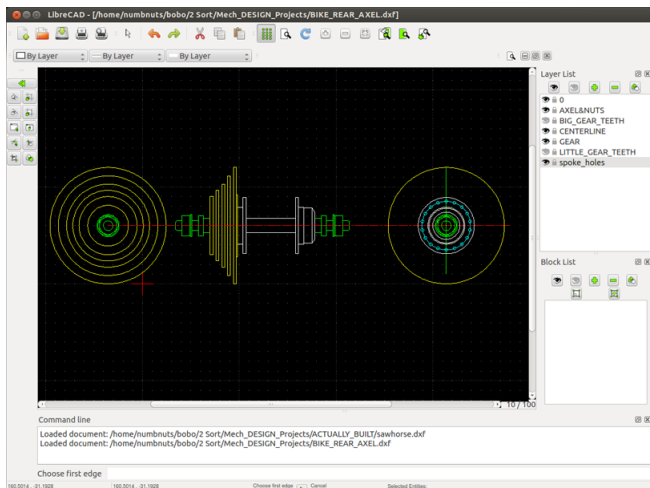 LibreCAD - [/home/numbnuts/bobo/2 Sort/Mech_DESIGN_Projects/BIKE_REAR_AXEL.dxf]
By Layer
By Layer
By Layer
Layer List
0
AXEL&NUTS
BIG_GEAR_TEETH
CENTERLINE
GEAR
LITTLE_GEAR_TEETH
spoke_holes
Block List
10 / 100
Command line
Loaded document: /home/numbnuts/bobo/2 Sort/Mech_DESIGN_Projects/ACTUALLY_BUILT/sawhorse.dxf
Loaded document: /home/numbnuts/bobo/2 Sort/Mech_DESIGN_Projects/BIKE_REAR_AXEL.dxf
Choose first edge
Choose first edge
Cancel
Selected Entities: